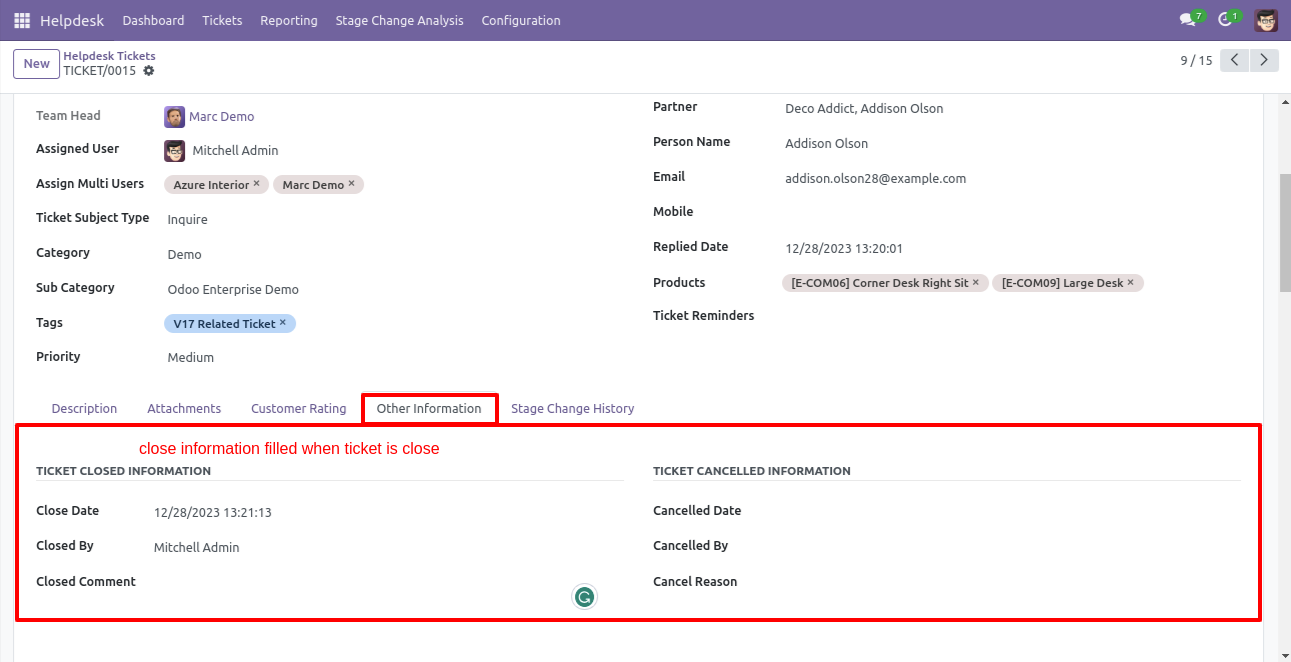 Helpdesk Dashboard Tickets Reporting Stage Change Analysis Configuration 7 1
New Helpdesk Tickets 9 / 15
TICKET/0015
Team Head Marc Demo
Assigned User Mitchell Admin
Assign Multi Users Azure Interior × Marc Demo ×
Ticket Subject Type Inquire
Category Demo
Sub Category Odoo Enterprise Demo
Tags V17 Related Ticket ×
Priority Medium
Partner Deco Addict, Addison Olson
Person Name Addison Olson
Email addison.olson28@example.com
Mobile
Replied Date 12/28/2023 13:20:01
Products [E-COM06] Corner Desk Right Sit × [E-COM09] Large Desk ×
Ticket Reminders
Description Attachments Customer Rating Other Information Stage Change History
close information filled when ticket is close
TICKET CLOSED INFORMATION
Close Date 12/28/2023 13:21:13
Closed By Mitchell Admin
Closed Comment
TICKET CANCELLED INFORMATION
Cancelled Date
Cancelled By
Cancel Reason